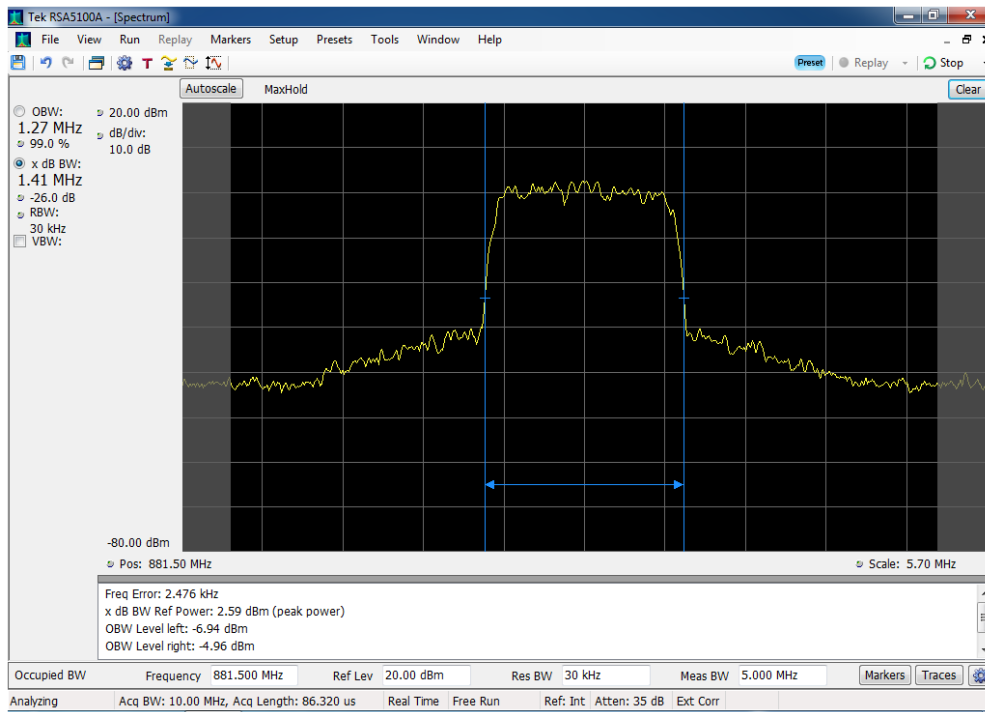 Tek RSA5100A - [Spectrum]
File View Run Replay Markers Setup Presets Tools Window Help
T Preset Replay Stop
Autoscale MaxHold Clear
OBW:
1.27 MHz
99.0 %
x dB BW:
1.41 MHz
-26.0 dB
RBW:
30 kHz
VBW:
20.00 dBm
dB/div:
10.0 dB
-80.00 dBm
Pos: 881.50 MHz Scale: 5.70 MHz
Freq Error: 2.476 kHz
x dB BW Ref Power: 2.59 dBm (peak power)
OBW Level left: -6.94 dBm
OBW Level right: -4.96 dBm
Occupied BW Frequency 881.500 MHz Ref Lev 20.00 dBm Res BW 30 kHz Meas BW 5.000 MHz Markers Traces
Analyzing Acq BW: 10.00 MHz, Acq Length: 86.320 us Real Time Free Run Ref: Int Atten: 35 dB Ext Corr